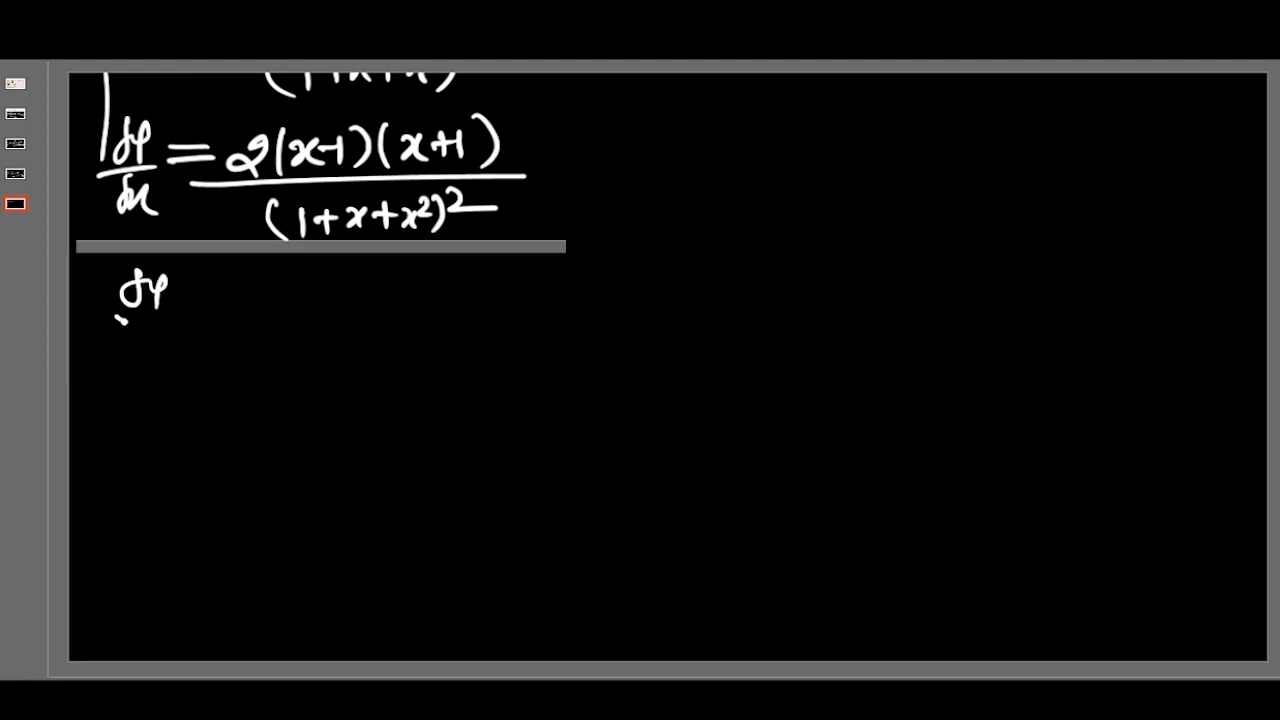 dy/dx = 2(x-1)(x+1)/(1+x+x²)²
dy